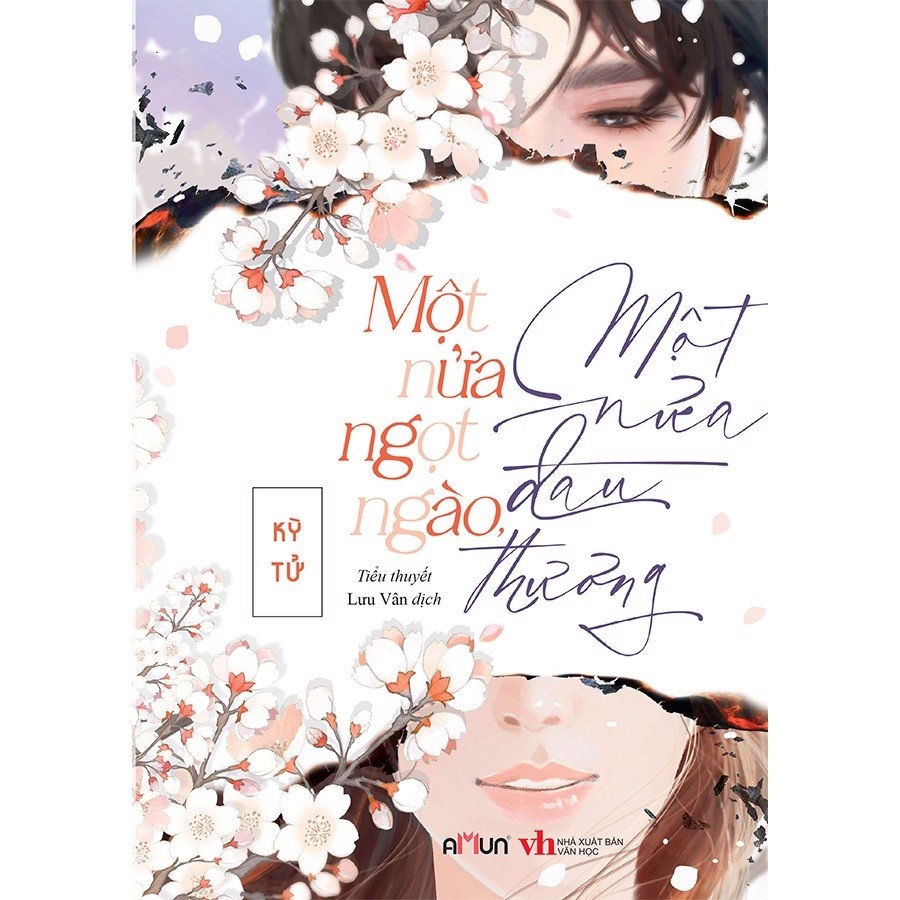 Một
nửa
ngọt
ngào,
Một
nửa
đau
thương
KỲ
TỬ
Tiểu thuyết
Lưu Vân dịch
AMUN
vh NHÀ XUẤT BẢN
VĂN HỌC